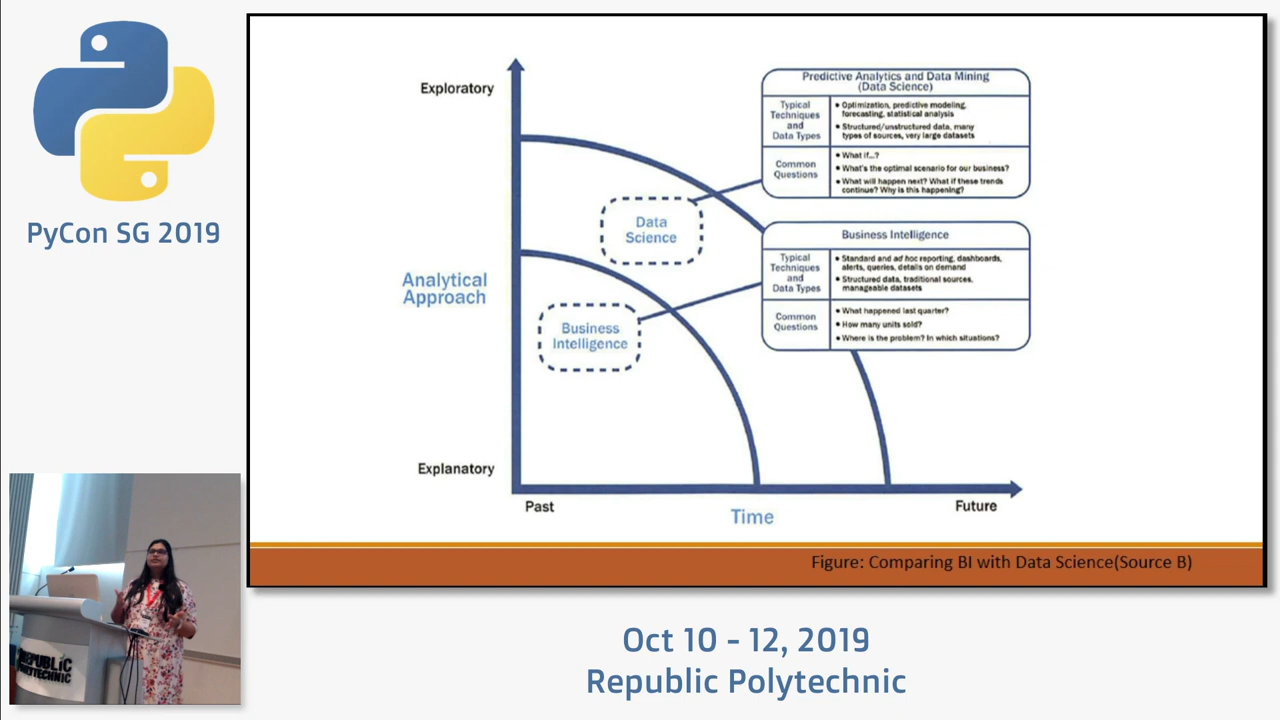 PyCon SG 2019
Exploratory
Analytical
Approach
Explanatory
Past
Time
Future
Data
Science
Business
Intelligence
Predictive Analytics and Data Mining
(Data Science)
Typical
Techniques
and
Data Types
• Optimization, predictive modeling,
forecasting, statistical analysis
• Structured/unstructured data, many
types of sources, very large datasets
Common
Questions
• What if...?
• What's the optimal scenario for our business?
• What will happen next? What if these trends
continue? Why is this happening?
Business Intelligence
Typical
Techniques
and
Data Types
• Standard and ad hoc reporting, dashboards,
alerts, queries, details on demand
• Structured data, traditional sources,
manageable datasets
Common
Questions
• What happened last quarter?
• How many units sold?
• Where is the problem? In which situations?
Figure: Comparing BI with Data Science(Source B)
REPUBLIC
POLYTECHNIC
Oct 10 - 12, 2019
Republic Polytechnic